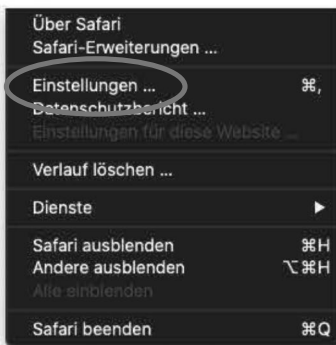 Über Safari
Safari-Erweiterungen ...
Einstellungen ... ⌘,
Datenschutzbericht ...
Einstellungen für diese Website ...
Verlauf löschen ...
Dienste ▶
Safari ausblenden ⌘H
Andere ausblenden ⌥⌘H
Alle einblenden
Safari beenden ⌘Q